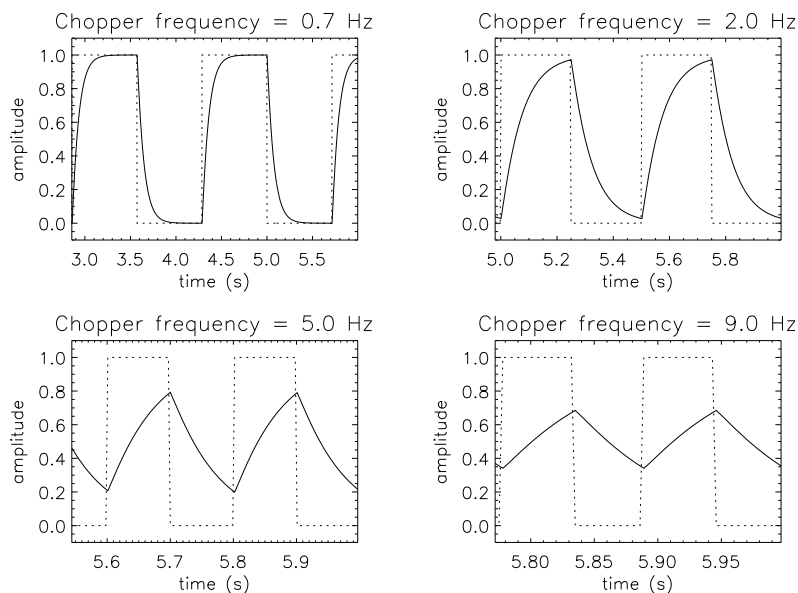 Chopper frequency = 0.7 Hz
amplitude
1.0
0.8
0.6
0.4
0.2
0.0
3.0 3.5 4.0 4.5 5.0 5.5
time (s)
Chopper frequency = 2.0 Hz
amplitude
1.0
0.8
0.6
0.4
0.2
0.0
5.0 5.2 5.4 5.6 5.8
time (s)
Chopper frequency = 5.0 Hz
amplitude
1.0
0.8
0.6
0.4
0.2
0.0
5.6 5.7 5.8 5.9
time (s)
Chopper frequency = 9.0 Hz
amplitude
1.0
0.8
0.6
0.4
0.2
0.0
5.80 5.85 5.90 5.95
time (s)